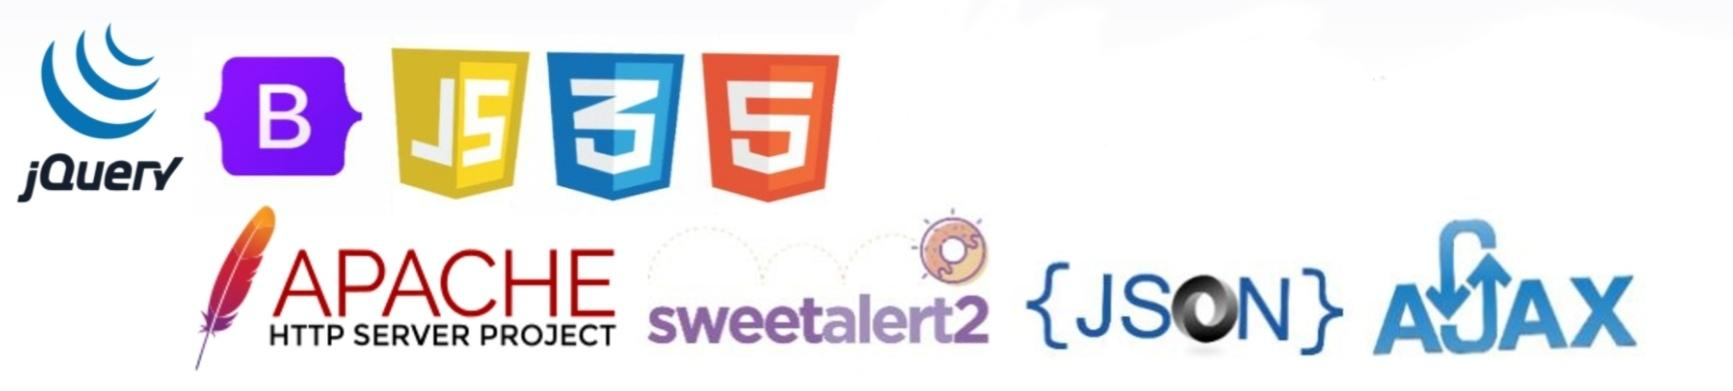 jQuery
B
JS
3
5
APACHE
HTTP SERVER PROJECT
sweetalert2
{JSON}
AJAX